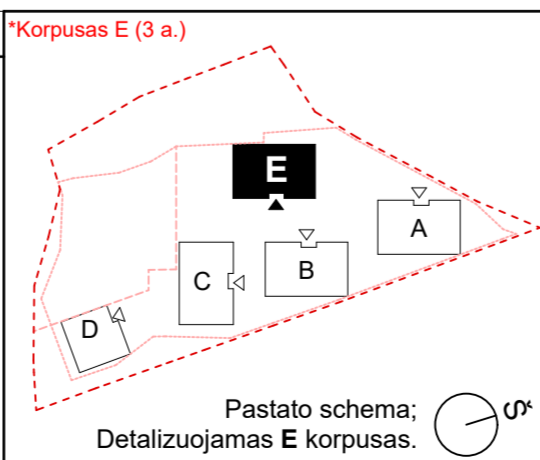 *Korpusas E (3 a.)
E
A
B
C
D
Pastato schema;
Detalizuojamas E korpusas.
Š